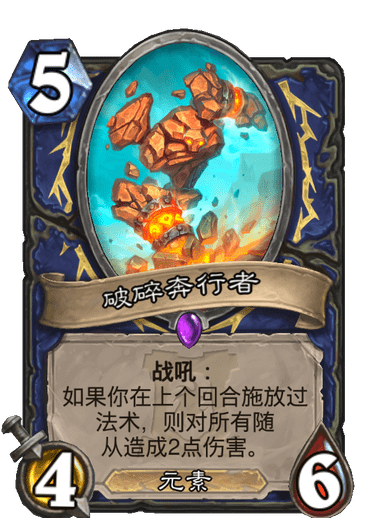 5
破碎奔行者
战吼：
如果你在上个回合施放过
法术，则对所有随
从造成2点伤害。
元素
4
6